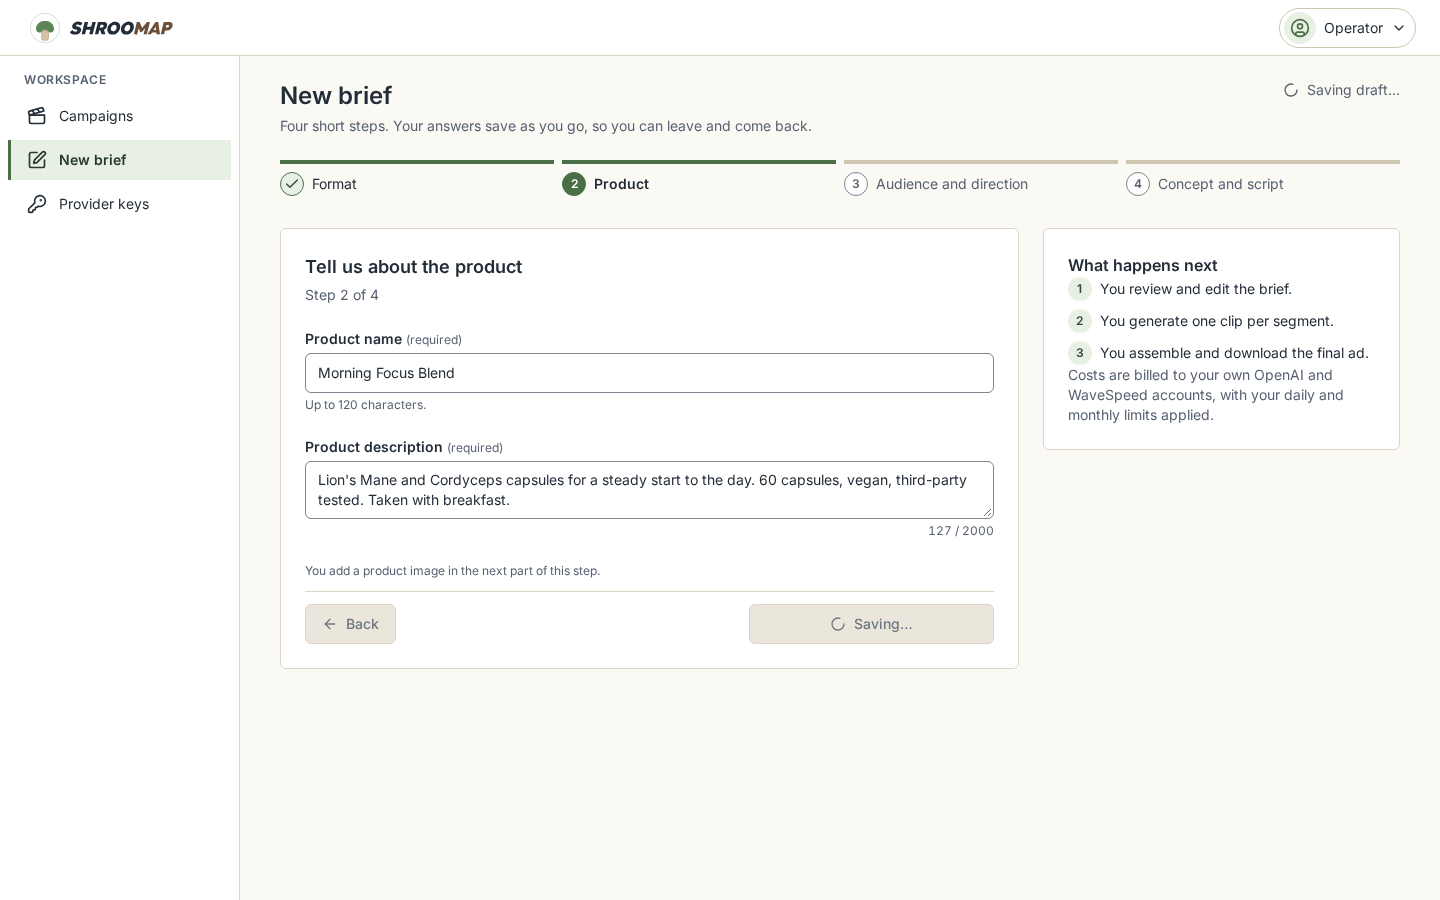 SHROOMAP
Operator
WORKSPACE
Campaigns
New brief
Provider keys
New brief
Saving draft...
Four short steps. Your answers save as you go, so you can leave and come back.
Format
2 Product
3 Audience and direction
4 Concept and script
Tell us about the product
Step 2 of 4
Product name (required)
Morning Focus Blend
Up to 120 characters.
Product description (required)
Lion's Mane and Cordyceps capsules for a steady start to the day. 60 capsules, vegan, third-party
tested. Taken with breakfast.
127 / 2000
You add a product image in the next part of this step.
Back
Saving...
What happens next
1 You review and edit the brief.
2 You generate one clip per segment.
3 You assemble and download the final ad.
Costs are billed to your own OpenAI and
WaveSpeed accounts, with your daily and
monthly limits applied.